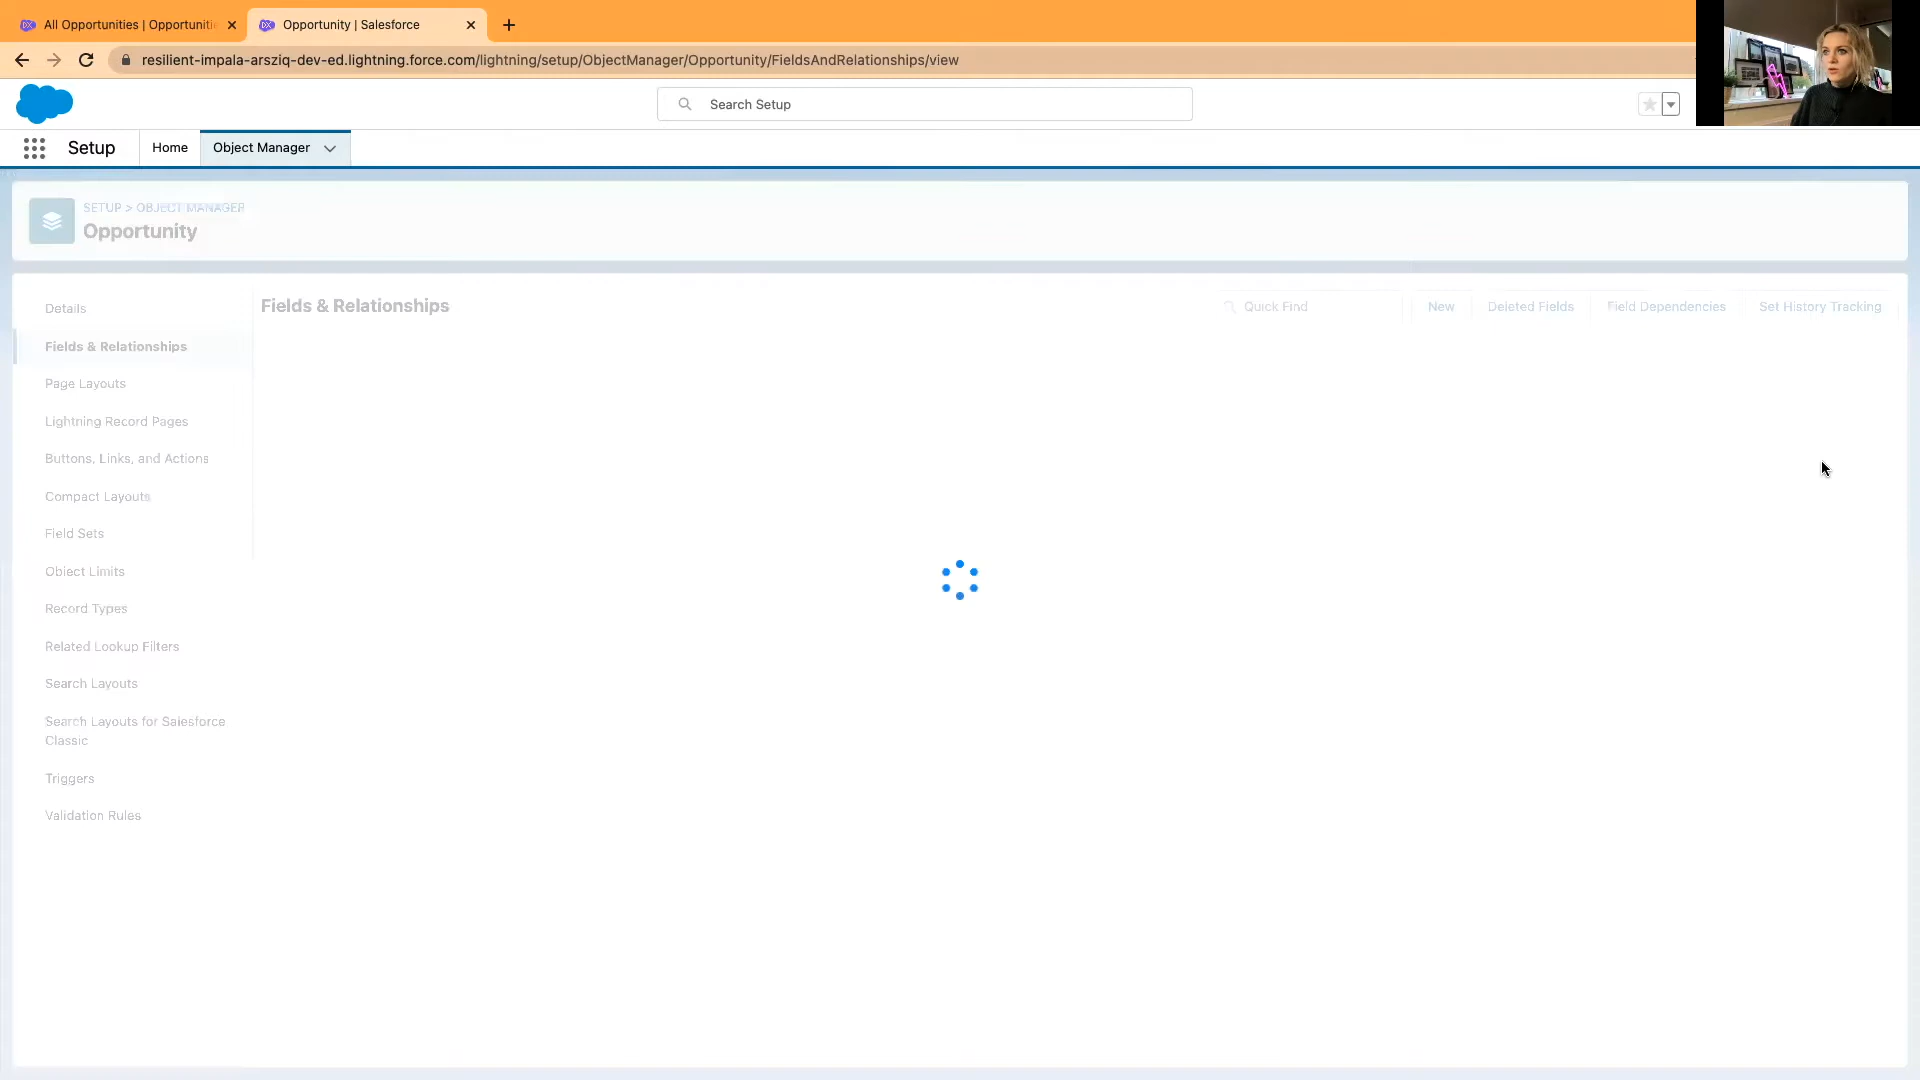 All Opportunities | Opportuniti
Opportunity | Salesforce
resilient-impala-arsziq-dev-ed.lightning.force.com/lightning/setup/ObjectManager/Opportunity/FieldsAndRelationships/view
Search Setup
Setup
Home
Object Manager
SETUP > OBJECT MANAGER
Opportunity
Details
Fields & Relationships
Page Layouts
Lightning Record Pages
Buttons, Links, and Actions
Compact Layouts
Field Sets
Object Limits
Record Types
Related Lookup Filters
Search Layouts
Search Layouts for Salesforce
Classic
Triggers
Validation Rules
Fields & Relationships
Quick Find
New
Deleted Fields
Field Dependencies
Set History Tracking